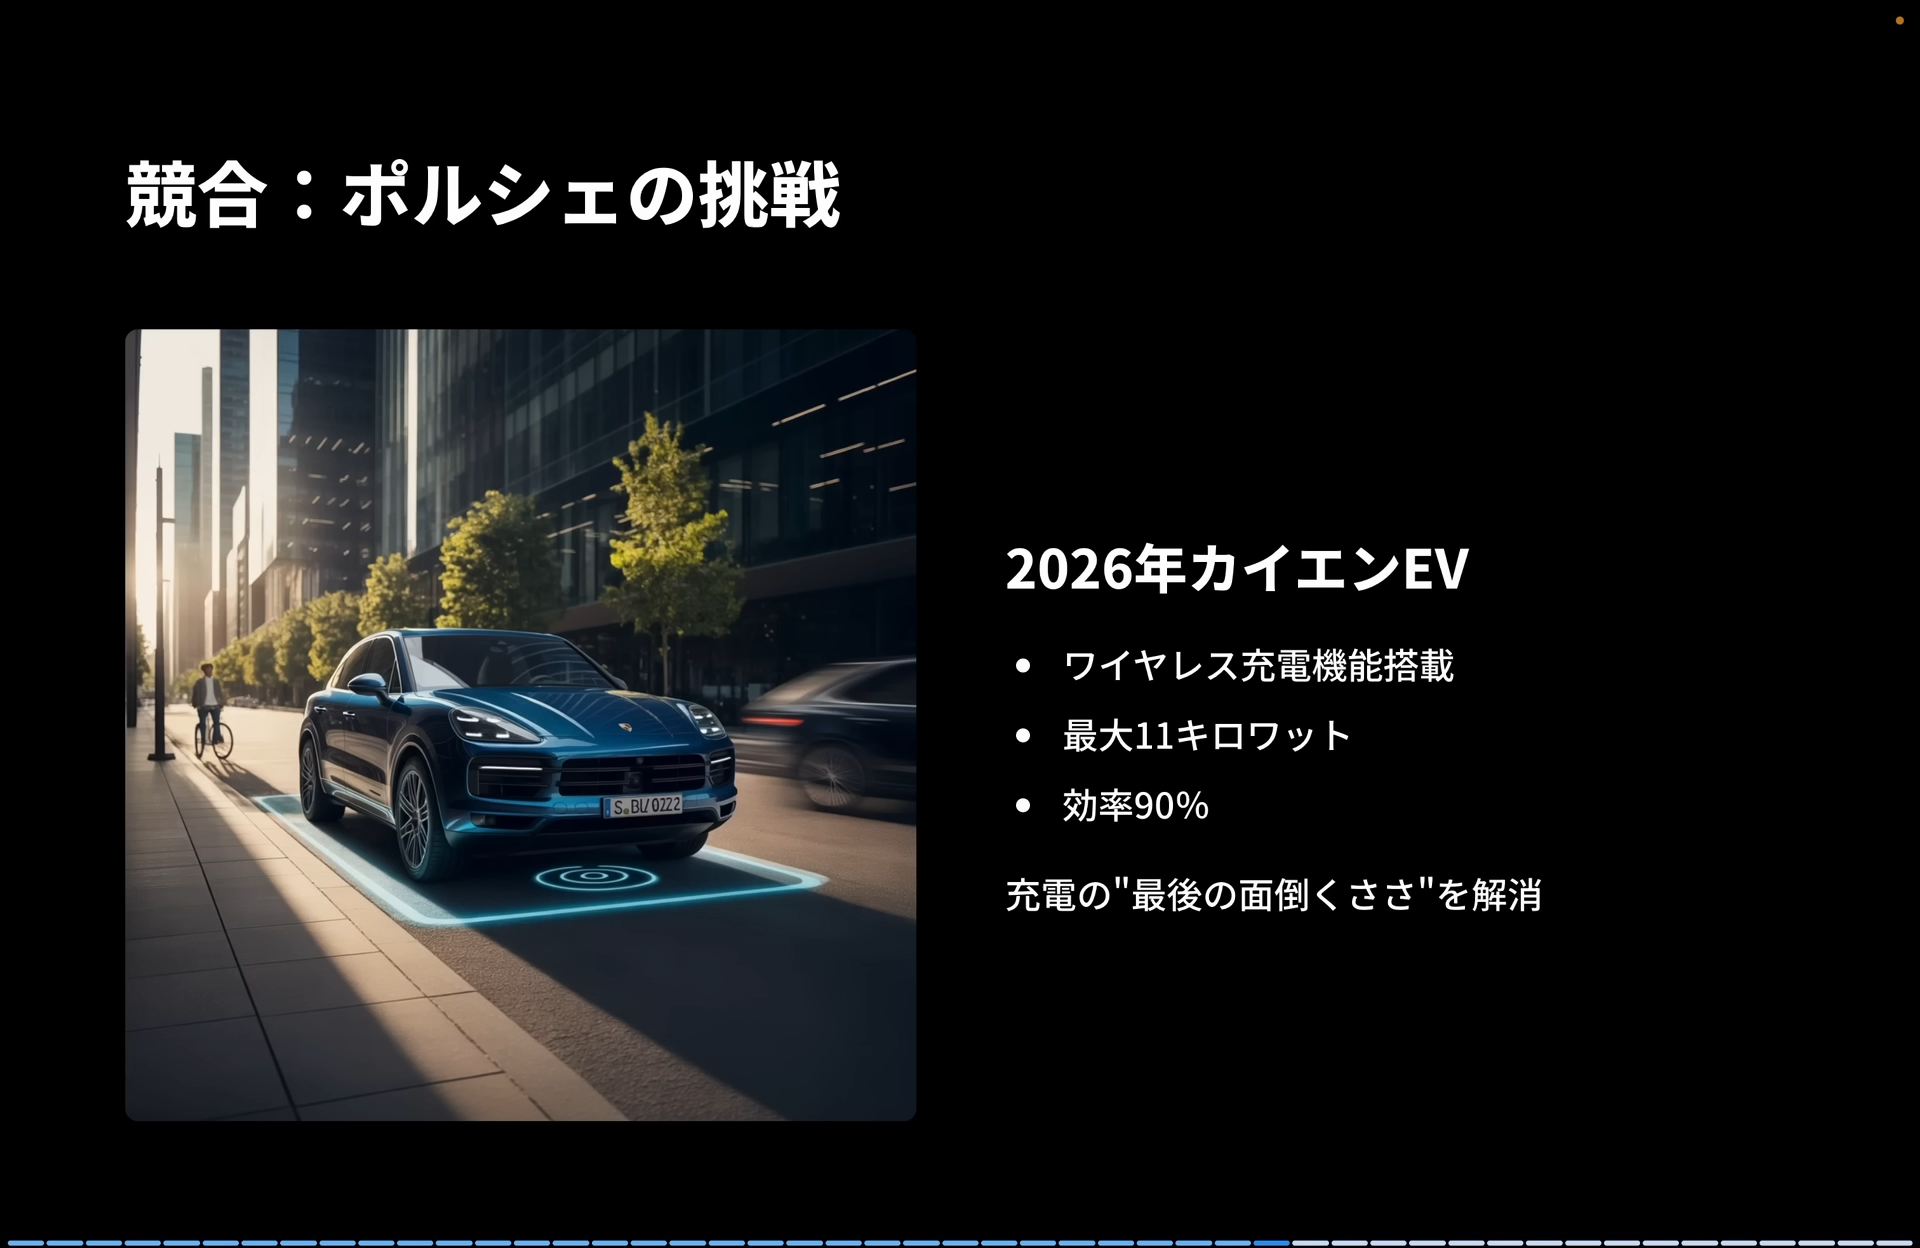 競合：ポルシェの挑戦
2026年カイエンEV
• ワイヤレス充電機能搭載
• 最大11キロワット
• 効率90%
充電の"最後の面倒くささ"を解消